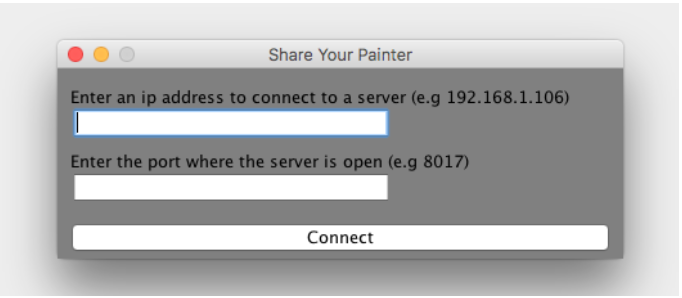 Share Your Painter
Enter an ip address to connect to a server (e.g 192.168.1.106)
Enter the port where the server is open (e.g 8017)
Connect